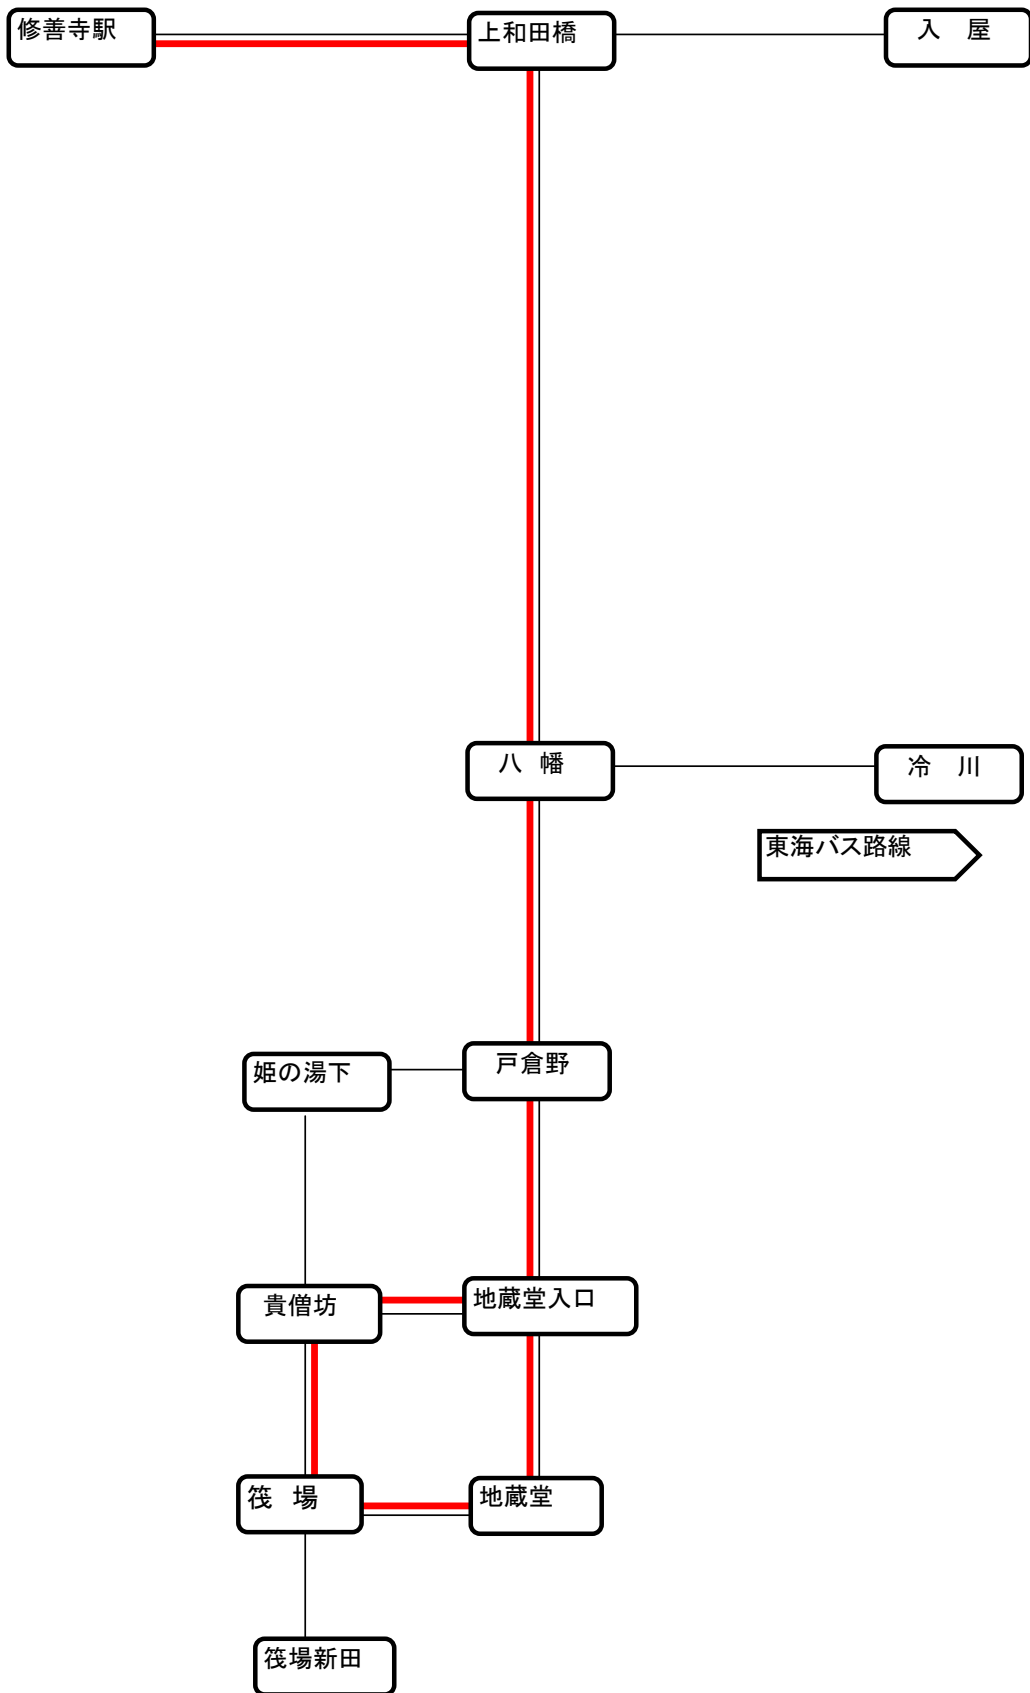 修善寺駅
上和田橋
入　屋
八　幡
冷　川
東海バス路線
姫の湯下
戸倉野
貴僧坊
地蔵堂入口
筏　場
地蔵堂
筏場新田